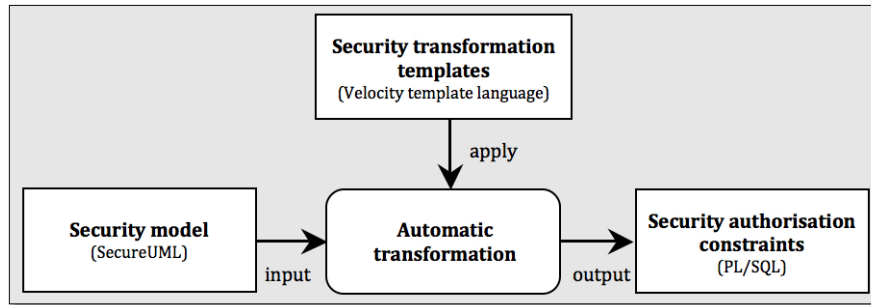 Security transformation
templates
(Velocity template language)
apply
Security model
(SecureUML)
input
Automatic
transformation
output
Security authorisation
constraints
(PL/SQL)